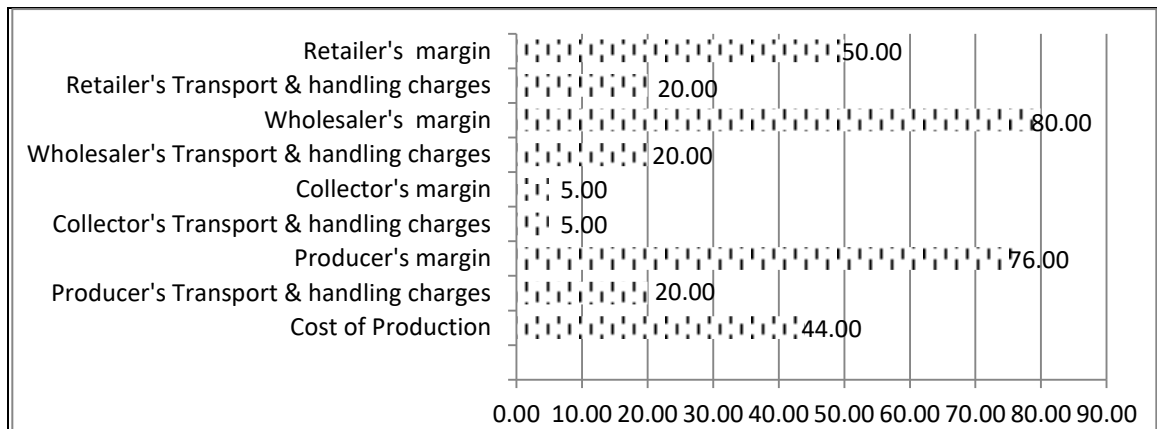 Retailer's margin 50.00
Retailer's Transport & handling charges 20.00
Wholesaler's margin 80.00
Wholesaler's Transport & handling charges 20.00
Collector's margin 5.00
Collector's Transport & handling charges 5.00
Producer's margin 76.00
Producer's Transport & handling charges 20.00
Cost of Production 44.00
0.00 10.00 20.00 30.00 40.00 50.00 60.00 70.00 80.00 90.00